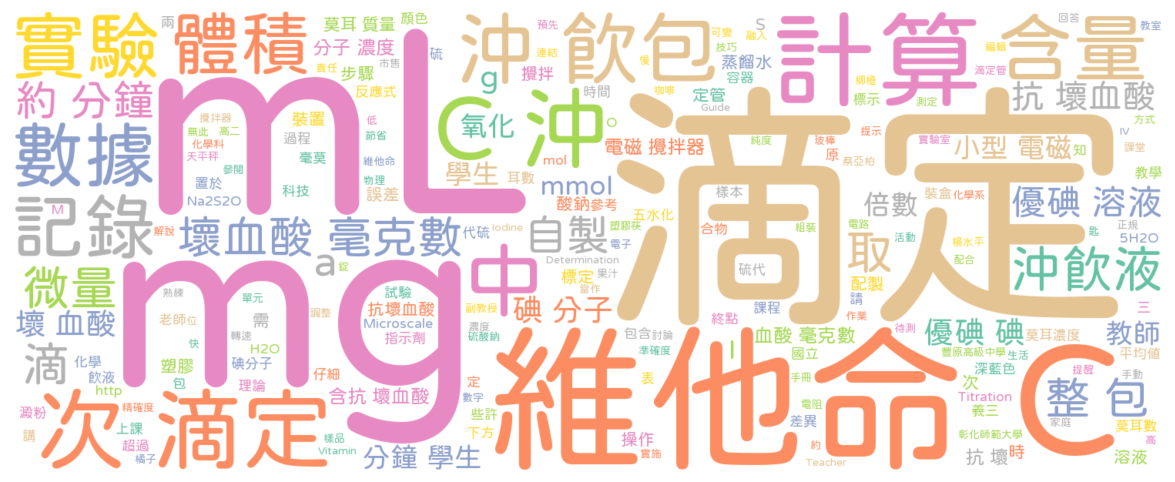 實驗
體積
mL
莫耳 質量
顏色
兩
硫
分子 濃度
市售
責任
步驟
反應式
沖飲包
預先
可變
S
融入
連結
技巧
慢
蒸餾水
g
攪拌
咖啡
容器
時間
定管
Guide
計算
含量
回答
教室
編輯
滴定管
柳橙
標示
測定
抗 壞血酸
約 分鐘
攪拌器
無此
高二
裝置
低
化學科
過程
節省
天平秤
參閱
毫莫
維他命
C
氧化
沖
O
電磁 攪拌器
純度
玻棒
提示
實驗室
方式
IV
小型 電磁
知
課堂
數據
置於
Na2S2O
科技
物理
誤差
學生
mol
耳數
mmol
酸鈉
參考
原
蔡亞柏
滴定
樣本
裝盒
化學系
教學
倍數
優碘 溶液
記錄
M
解說
壞血酸 毫克數
代硫
Iodine
自製
塑膠筷
五水化
合物
組裝
電子
電路
活動
楊水平
匙
正規
配合
5H2O
Determination
微量
mg
中
a
錠
果汁
標定
當作
硫代
取
配製
請
沖飲液
熟練
單元
試驗
抗壞血酸
副教授
調整
Microscale
濃度
指示劑
硫酸鈉
碘 分子
終點
課程
作業
三
壞 血酸
老師
位
需
快
轉速
H2O
包含
討論
血酸 毫克數
待測
優碘 碘
莫耳濃度
教師
準確度
I
國立
豐原高級中學
生活
平均值
滴
化學
飲液
塑膠
碘分子
仔細
http
包
理論
含抗 壞血酸
定
表
維他命 C
手冊
深藍色
提醒
手動
整 包
次
Titration
約
澱粉
精確度
次 滴定
數字
些許
下方
差異
電阻
義三
家庭
莫耳數
高
講
上課
超過
樣品
橘子
Vitamin
分鐘 學生
操作
實施
Teacher
彰化師範大學
抗 壞
時
溶液